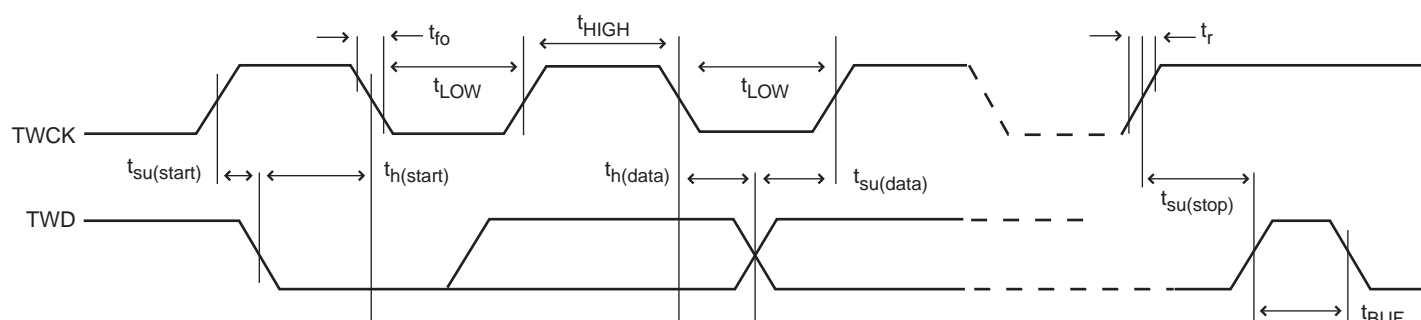 tHIGH
tfo
tr
tLOW
tLOW
TWCK
tsu(start)
th(start)
th(data)
tsu(data)
tsu(stop)
TWD
tBUF